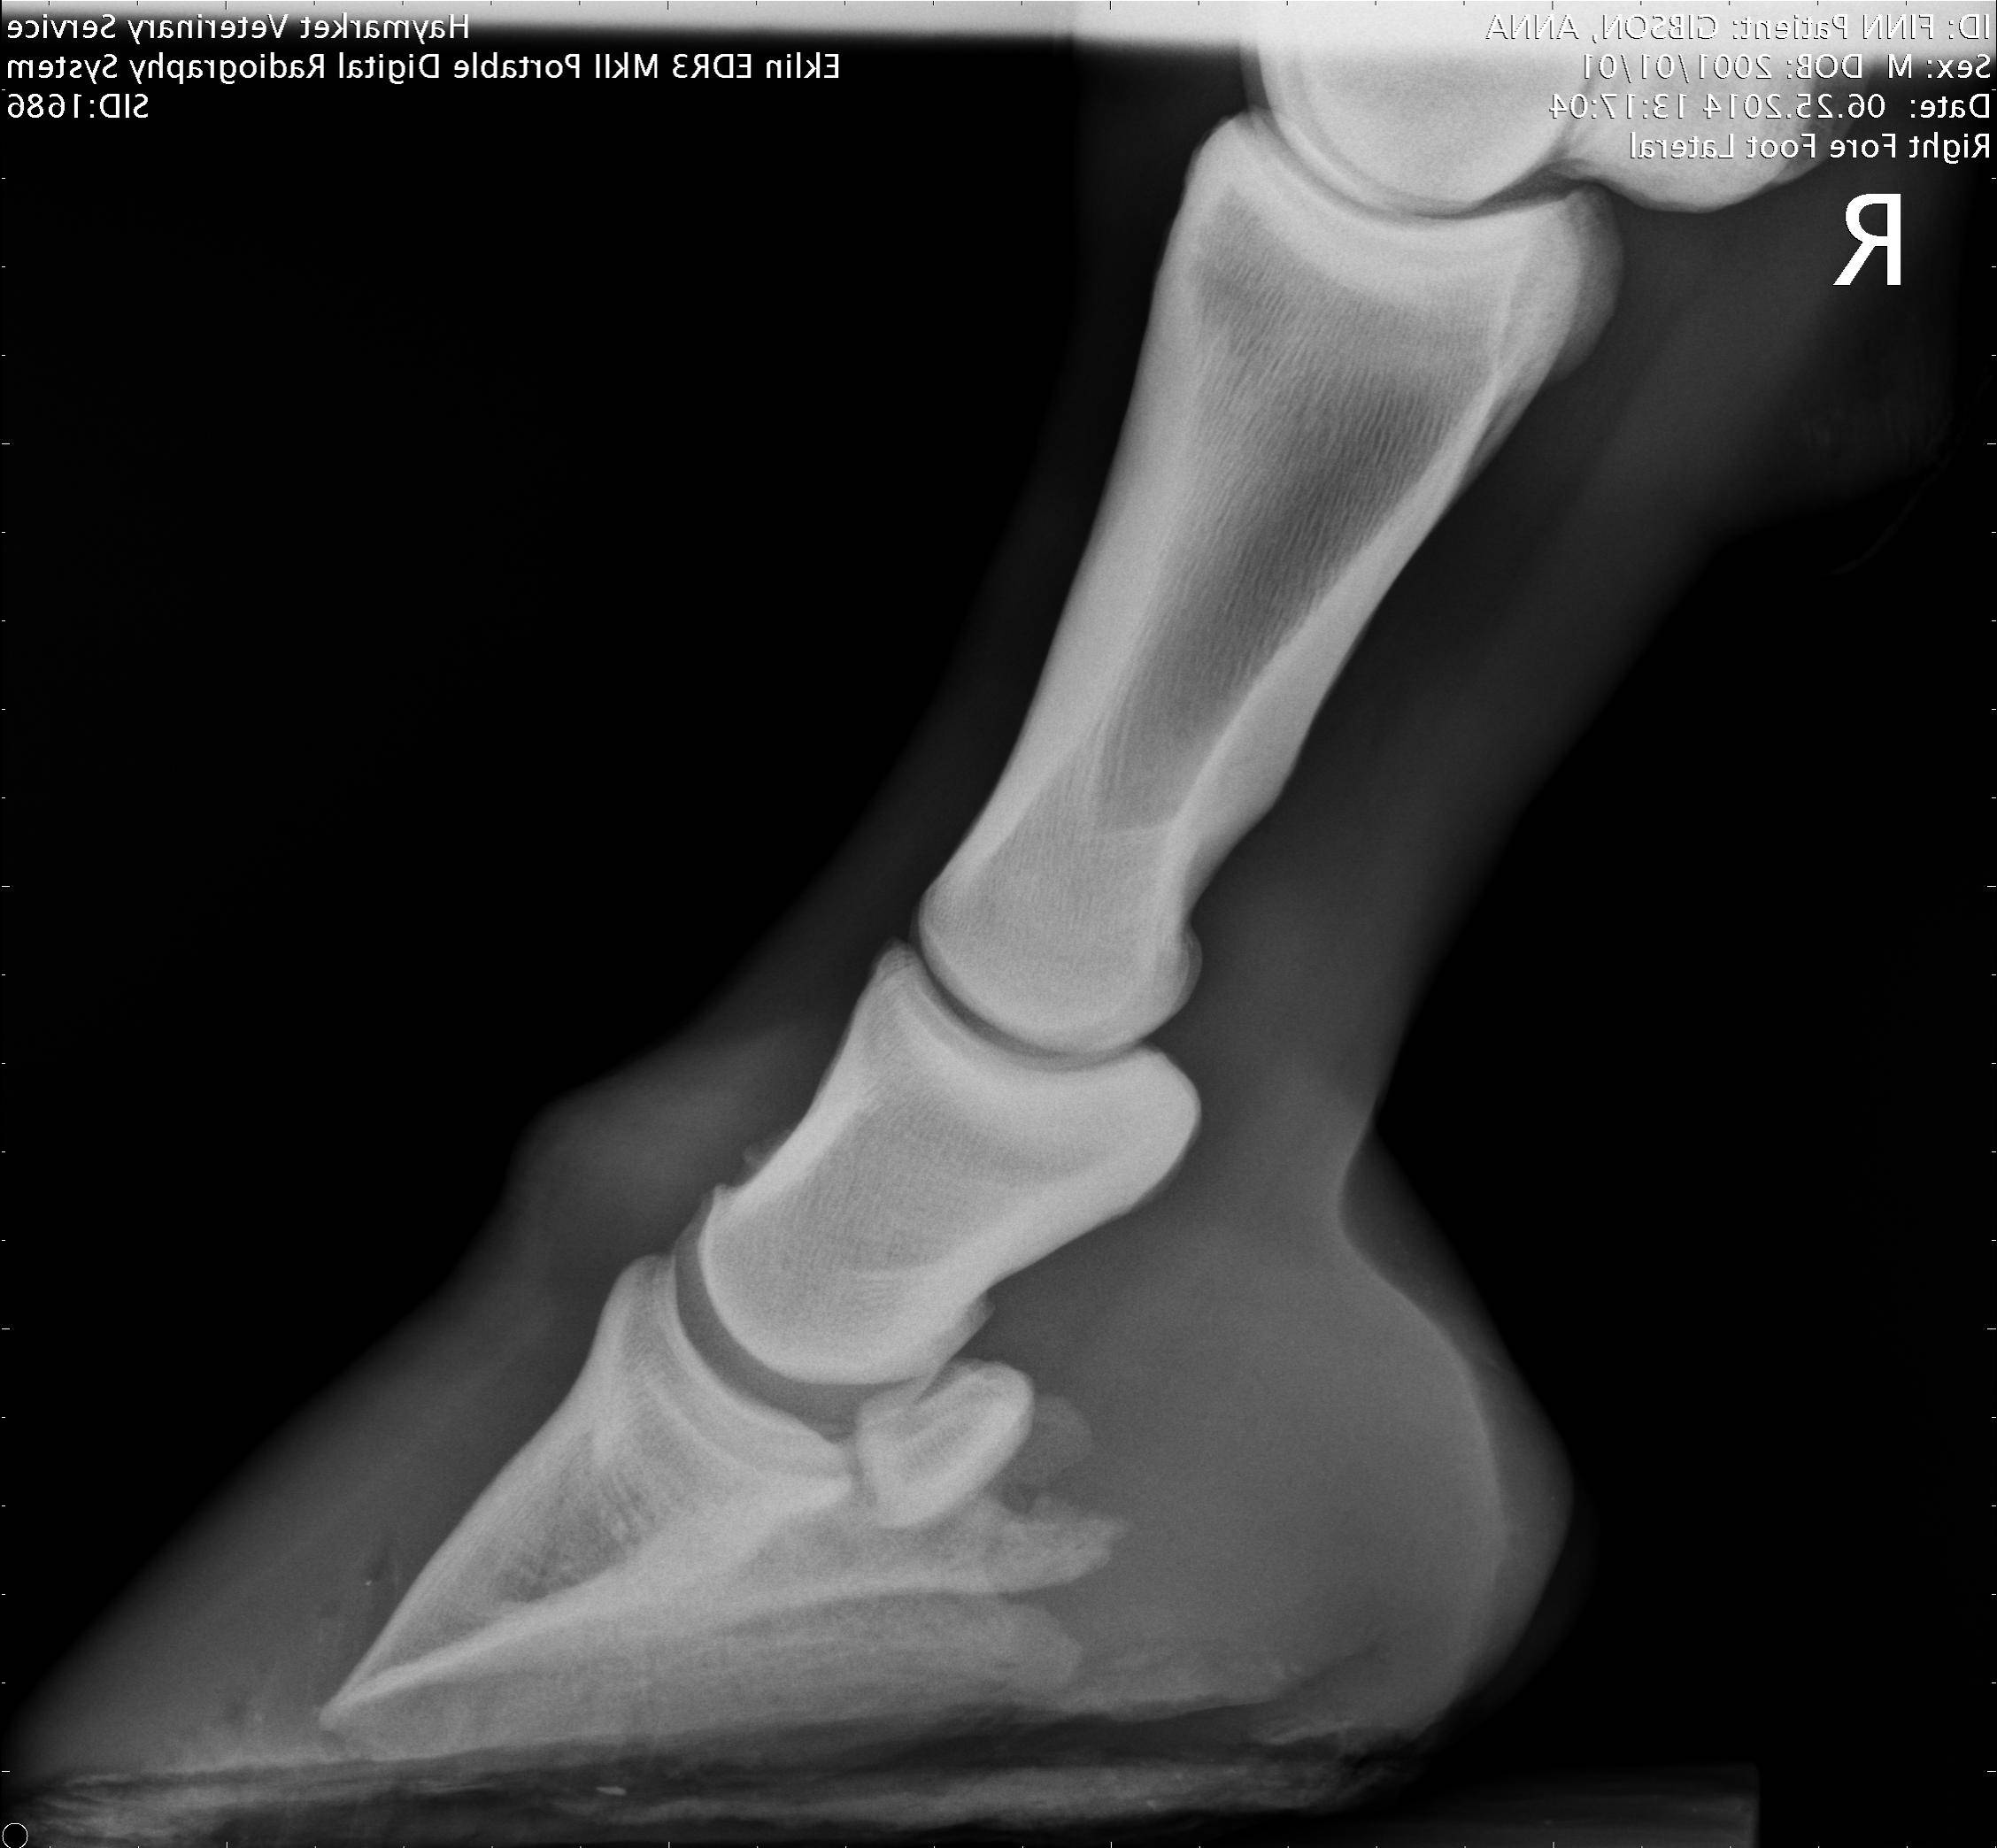 ID: FINN Patient: GIBSON, ANNA
Sex: M DOB: 2001/01/01
Date: 06.25.2014 13:17:04
Right Fore Foot Lateral
R
Haymarket Veterinary Service
Eklin EDR3 MkII Portable Digital Radiography System
SID:1686